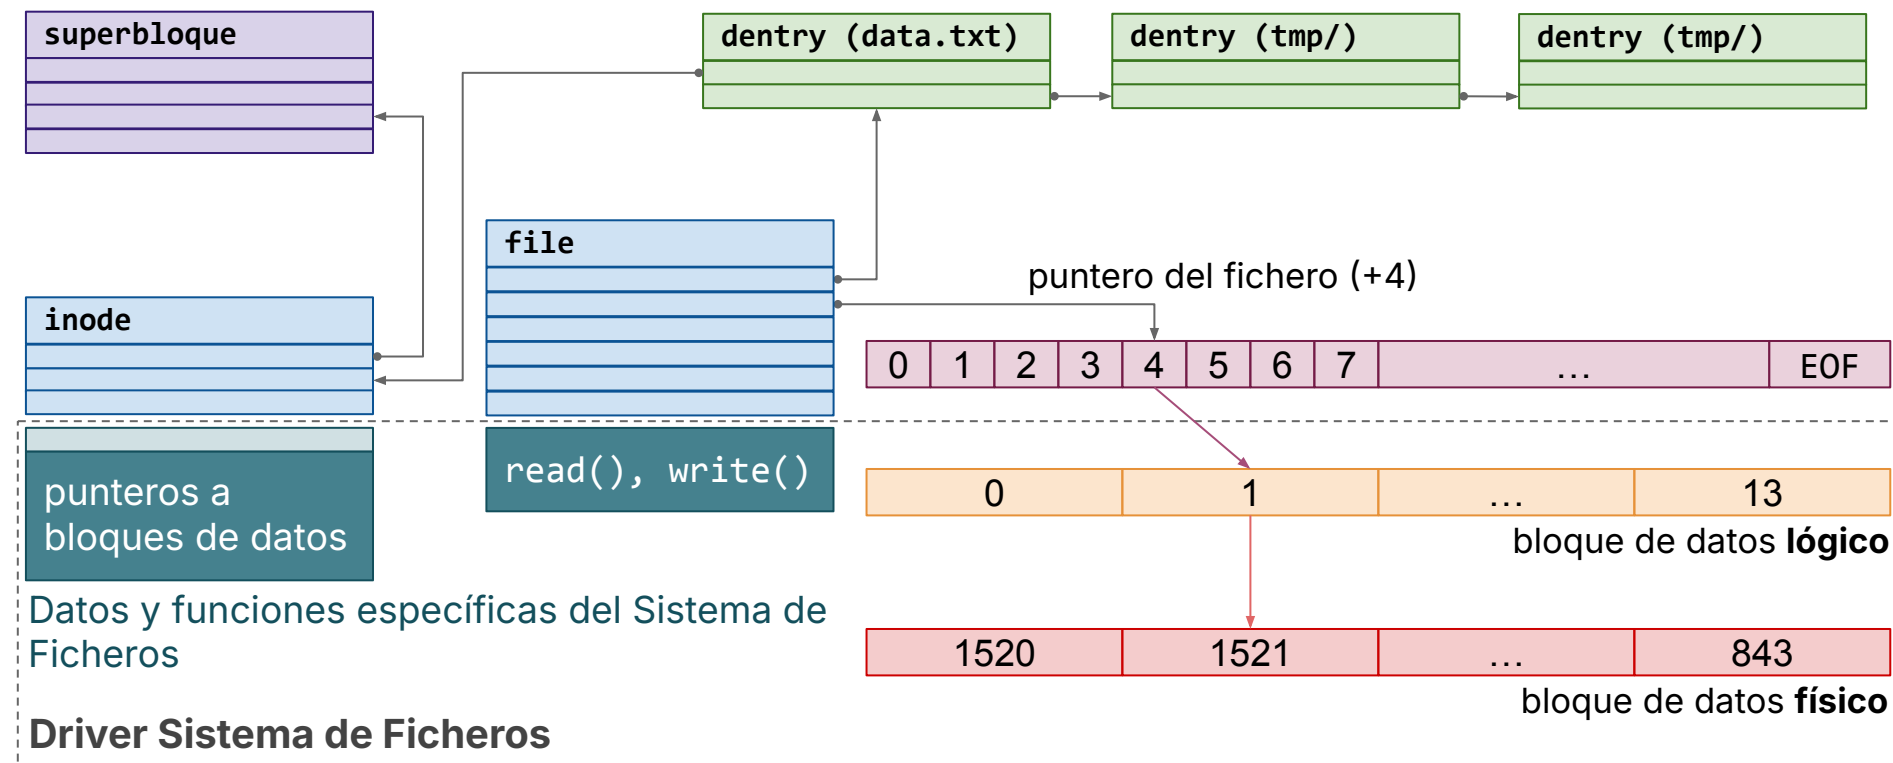 superbloque
dentry (data.txt)
dentry (tmp/)
dentry (tmp/)
file
puntero del fichero (+4)
inode
0 1 2 3 4 5 6 7 ... EOF
read(), write()
punteros a
bloques de datos
0 1 ... 13
bloque de datos lógico
Datos y funciones específicas del Sistema de
Ficheros
1520 1521 ... 843
bloque de datos físico
Driver Sistema de Ficheros